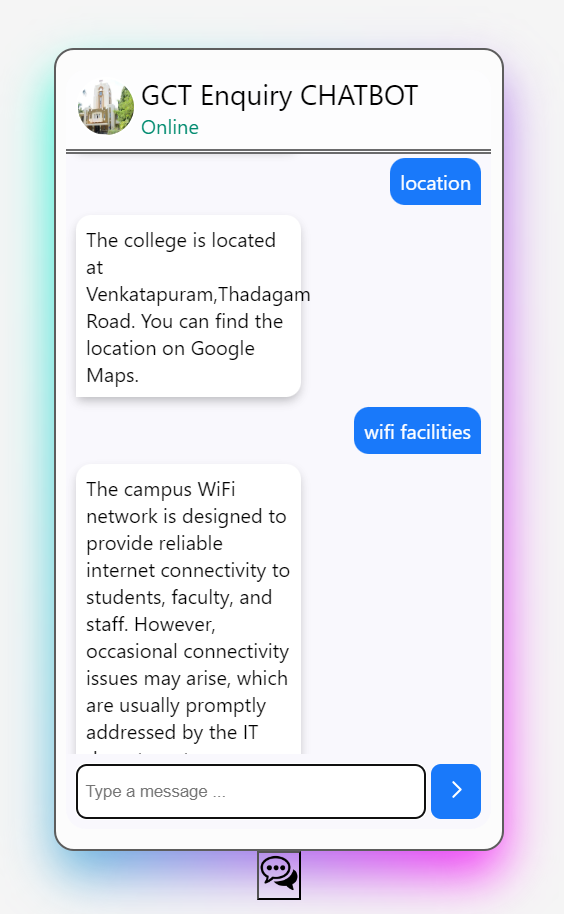 GCT Enquiry CHATBOT
Online
location
The college is located
at
Venkatapuram,Thadagam
Road. You can find the
location on Google
Maps.
wifi facilities
The campus WiFi
network is designed to
provide reliable
internet connectivity to
students, faculty, and
staff. However,
occasional connectivity
issues may arise, which
are usually promptly
addressed by the IT
Type a message ...